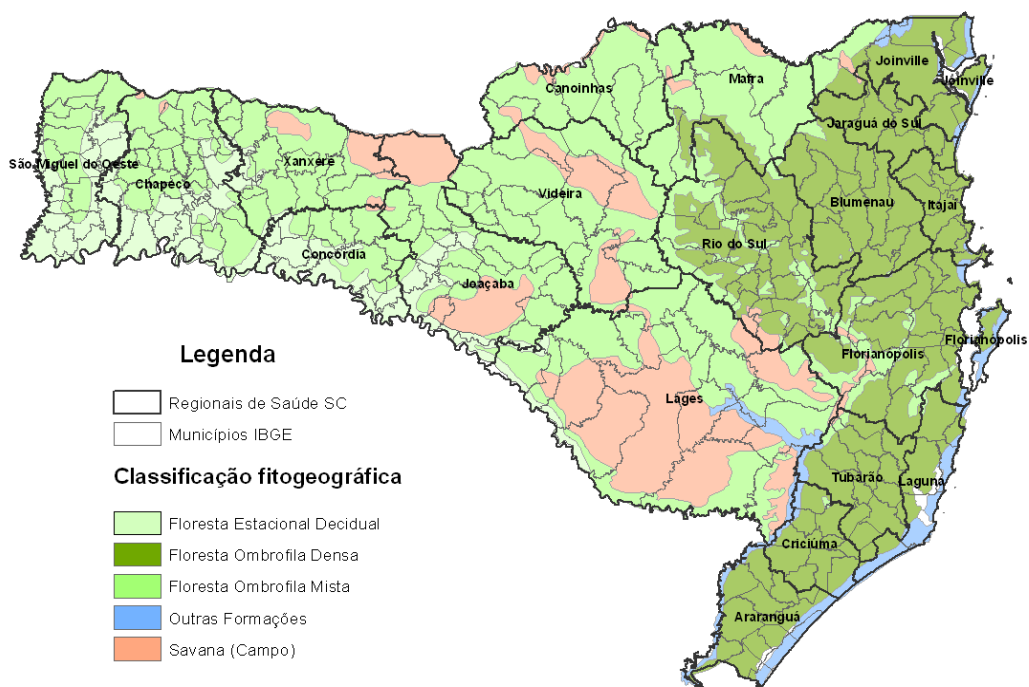 Joinville
Joinville
Canoinhas
Mafra
Jaraguá do Sul
São Miguel do Oeste
Xanxerê
Chapecó
Videira
Blumenau
Itajaí
Rio do Sul
Concórdia
Joaçaba
Florianópolis
Florianópolis
Lages
Tubarão
Laguna
Criciúma
Araranguá
Legenda
Regionais de Saúde SC
Municípios IBGE
Classificação fitogeográfica
Floresta Estacional Decidual
Floresta Ombrofila Densa
Floresta Ombrofila Mista
Outras Formações
Savana (Campo)